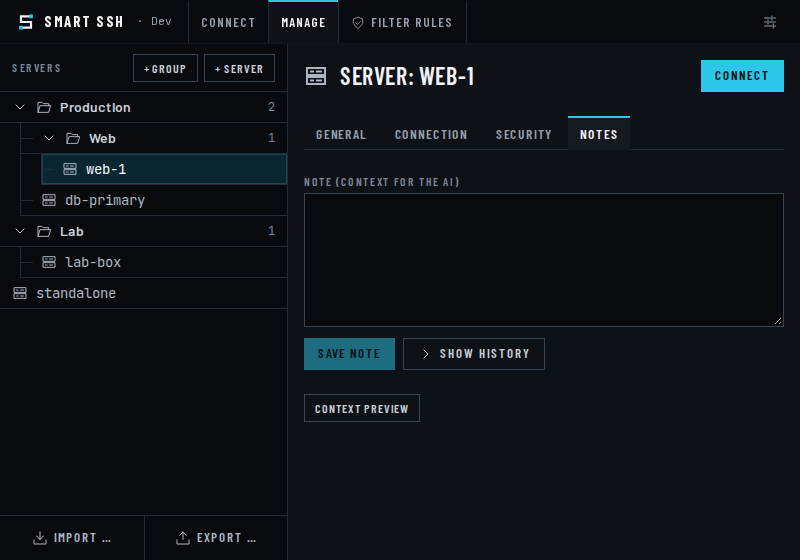 SMART SSH · Dev CONNECT MANAGE FILTER RULES
SERVERS + GROUP + SERVER
Production 2
Web 1
web-1
db-primary
Lab 1
lab-box
standalone
IMPORT … EXPORT …
SERVER: WEB-1 CONNECT
GENERAL CONNECTION SECURITY NOTES
NOTE (CONTEXT FOR THE AI)
SAVE NOTE SHOW HISTORY
CONTEXT PREVIEW